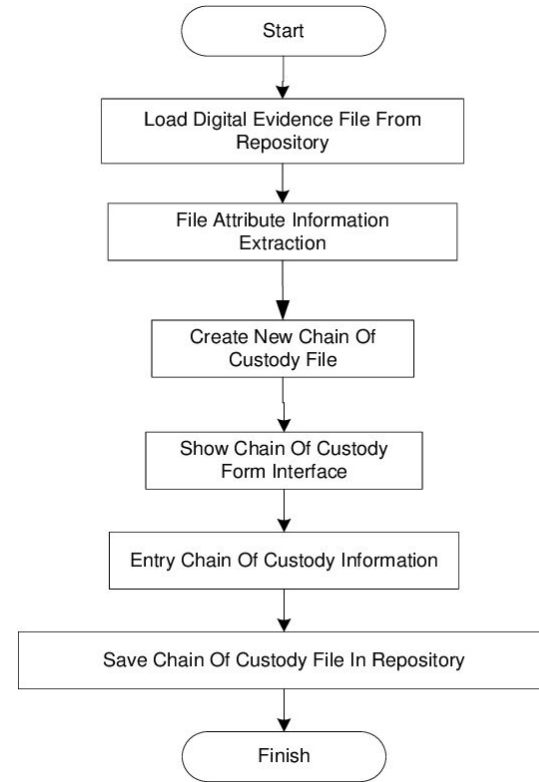 Start
Load Digital Evidence File From
Repository
File Attribute Information
Extraction
Create New Chain Of
Custody File
Show Chain Of Custody
Form Interface
Entry Chain Of Custody Information
Save Chain Of Custody File In Repository
Finish